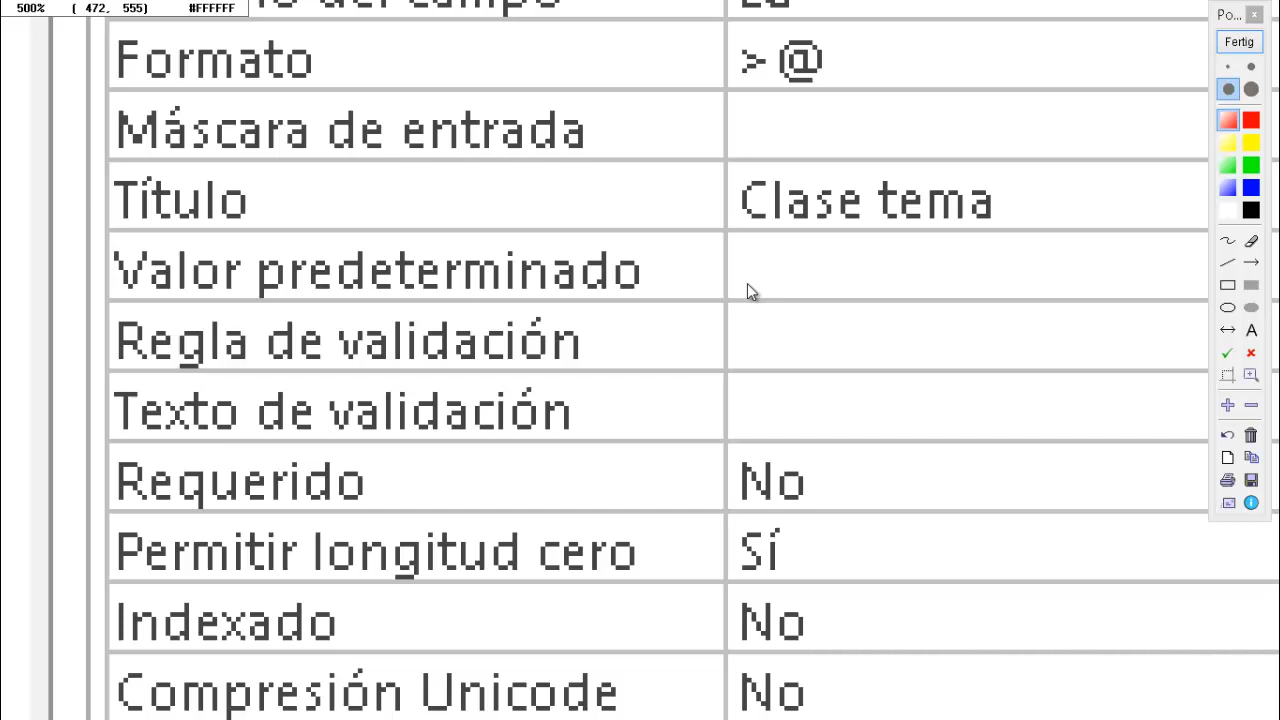 500% ( 472, 555) #FFFFFF
Po... x
Fertig
Formato >@
Máscara de entrada
Título Clase tema
Valor predeterminado
Regla de validación
Texto de validación
Requerido No
Permitir longitud cero Sí
Indexado No
Compresión Unicode No
A